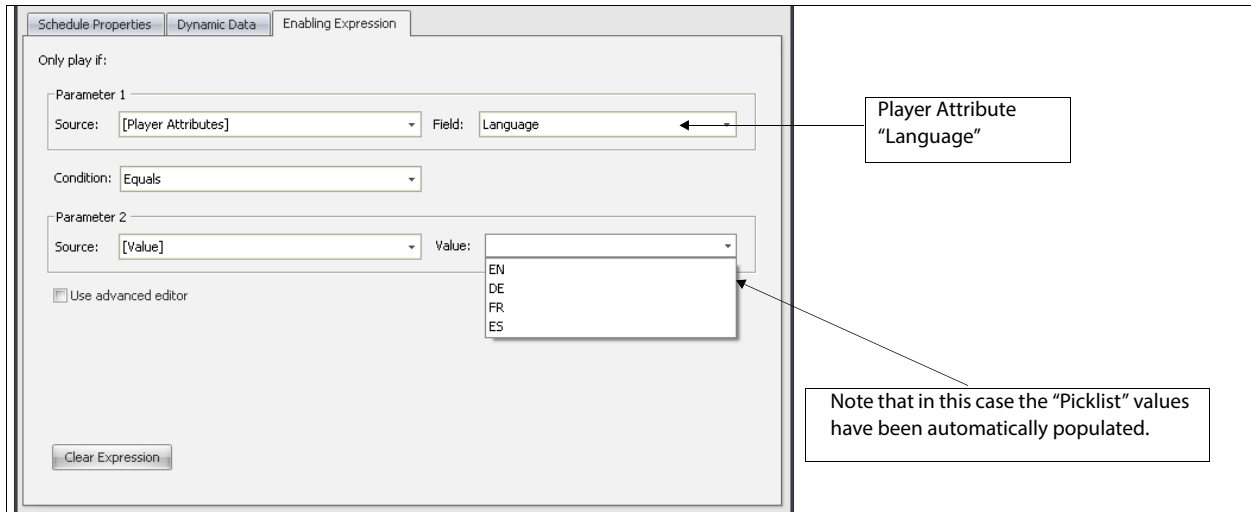 Schedule Properties Dynamic Data Enabling Expression
Only play if:
Parameter 1
Source: [Player Attributes] Field: Language
Condition: Equals
Parameter 2
Source: [Value] Value:
EN
DE
FR
ES
Use advanced editor
Clear Expression
Player Attribute
“Language”
Note that in this case the “Picklist” values
have been automatically populated.